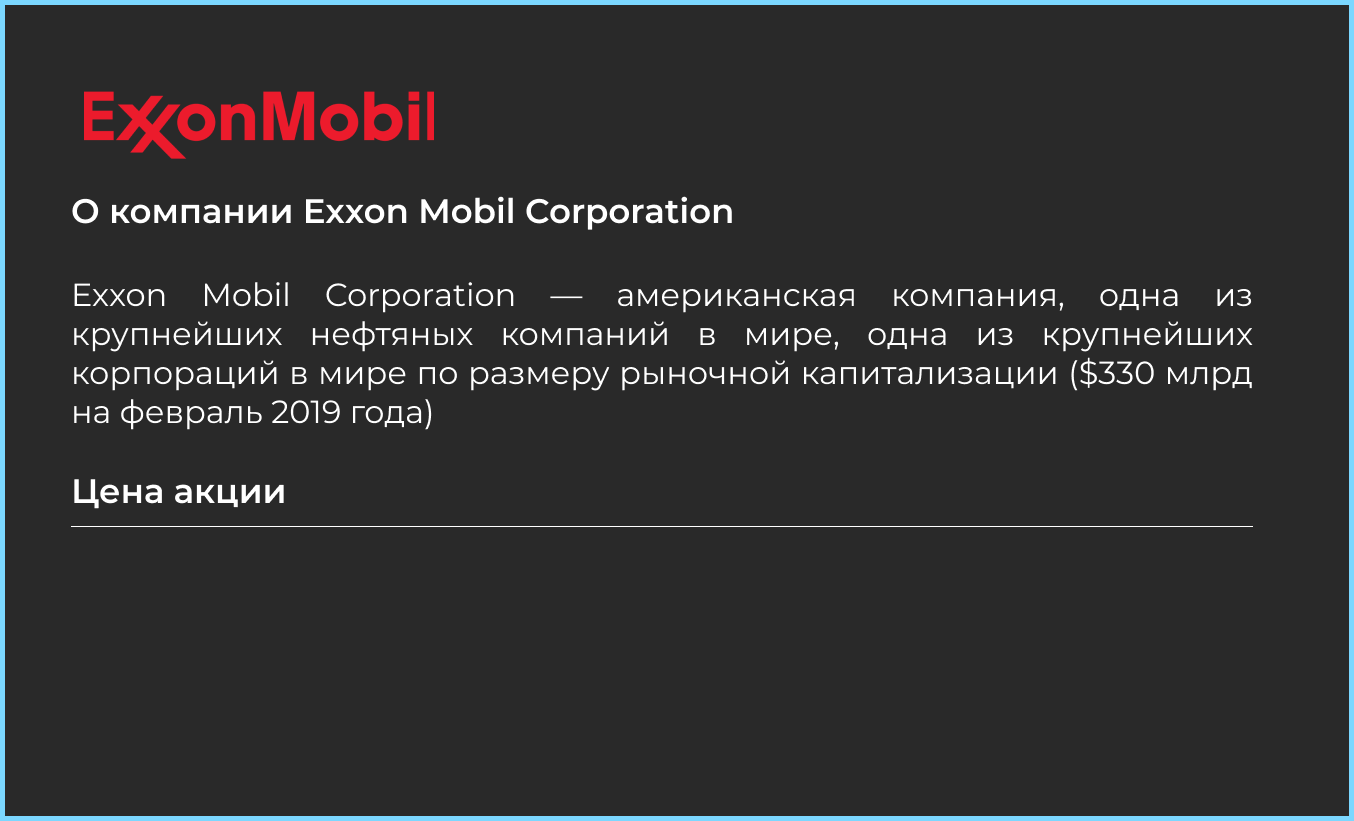 ExxonMobil
О компании Exxon Mobil Corporation
Exxon Mobil Corporation — американская компания, одна из
крупнейших нефтяных компаний в мире, одна из крупнейших
корпораций в мире по размеру рыночной капитализации ($330 млрд
на февраль 2019 года)
Цена акции